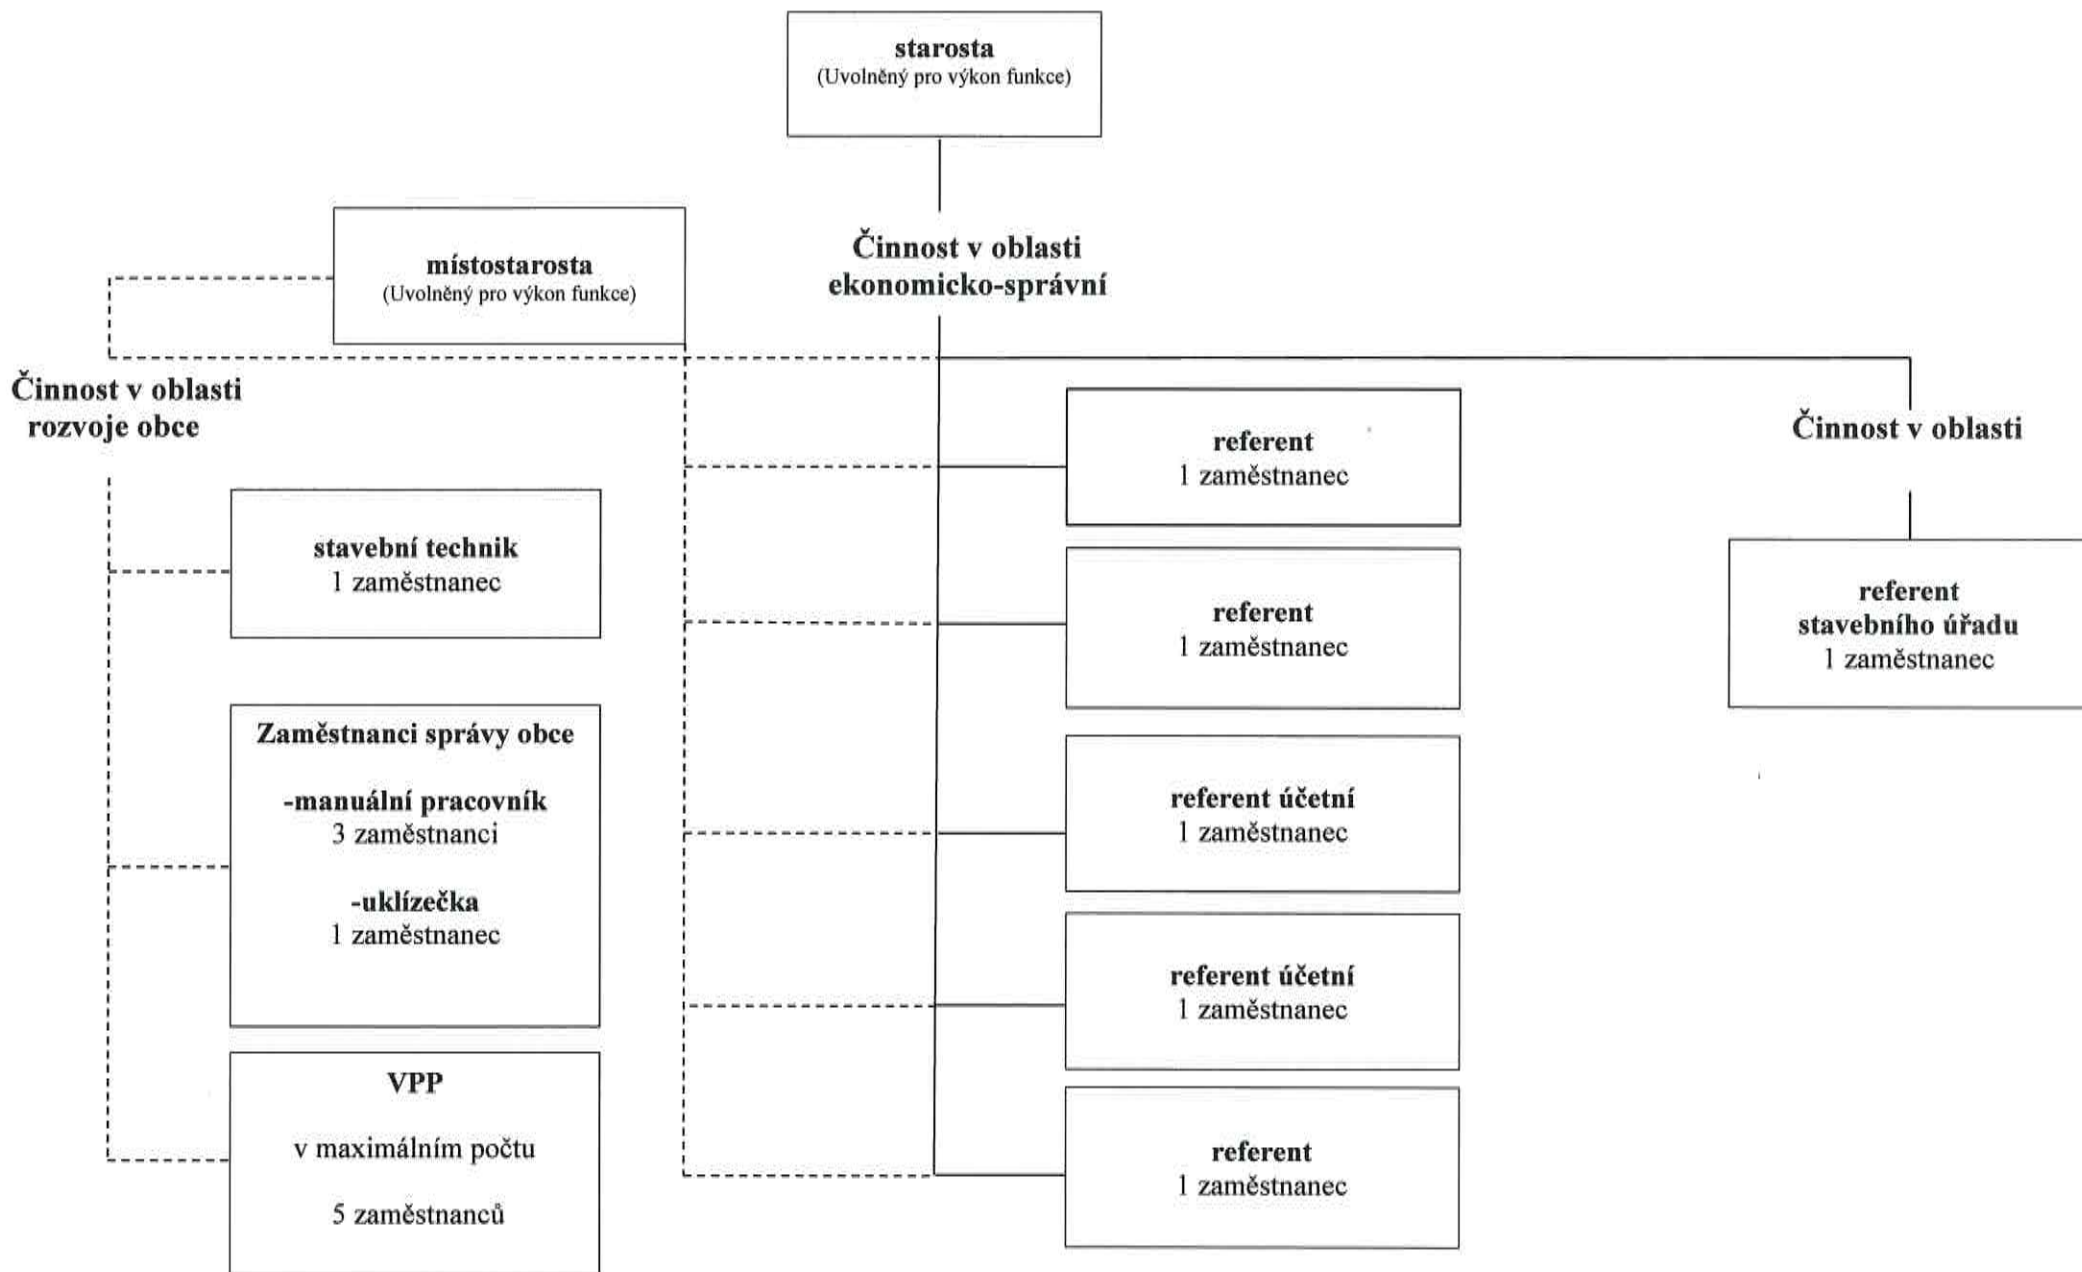 starosta
(Uvolněný pro výkon funkce)
místostarosta
(Uvolněný pro výkon funkce)
Činnost v oblasti
ekonomicko-správní
Činnost v oblasti
rozvoje obce
stavební technik
1 zaměstnanec
Zaměstnanci správy obce
-manuální pracovník
3 zaměstnanci
-uklízečka
1 zaměstnanec
VPP
v maximálním počtu
5 zaměstnanců
referent
1 zaměstnanec
referent
1 zaměstnanec
referent účetní
1 zaměstnanec
referent účetní
1 zaměstnanec
referent
1 zaměstnanec
Činnost v oblasti
referent
stavebního úřadu
1 zaměstnanec